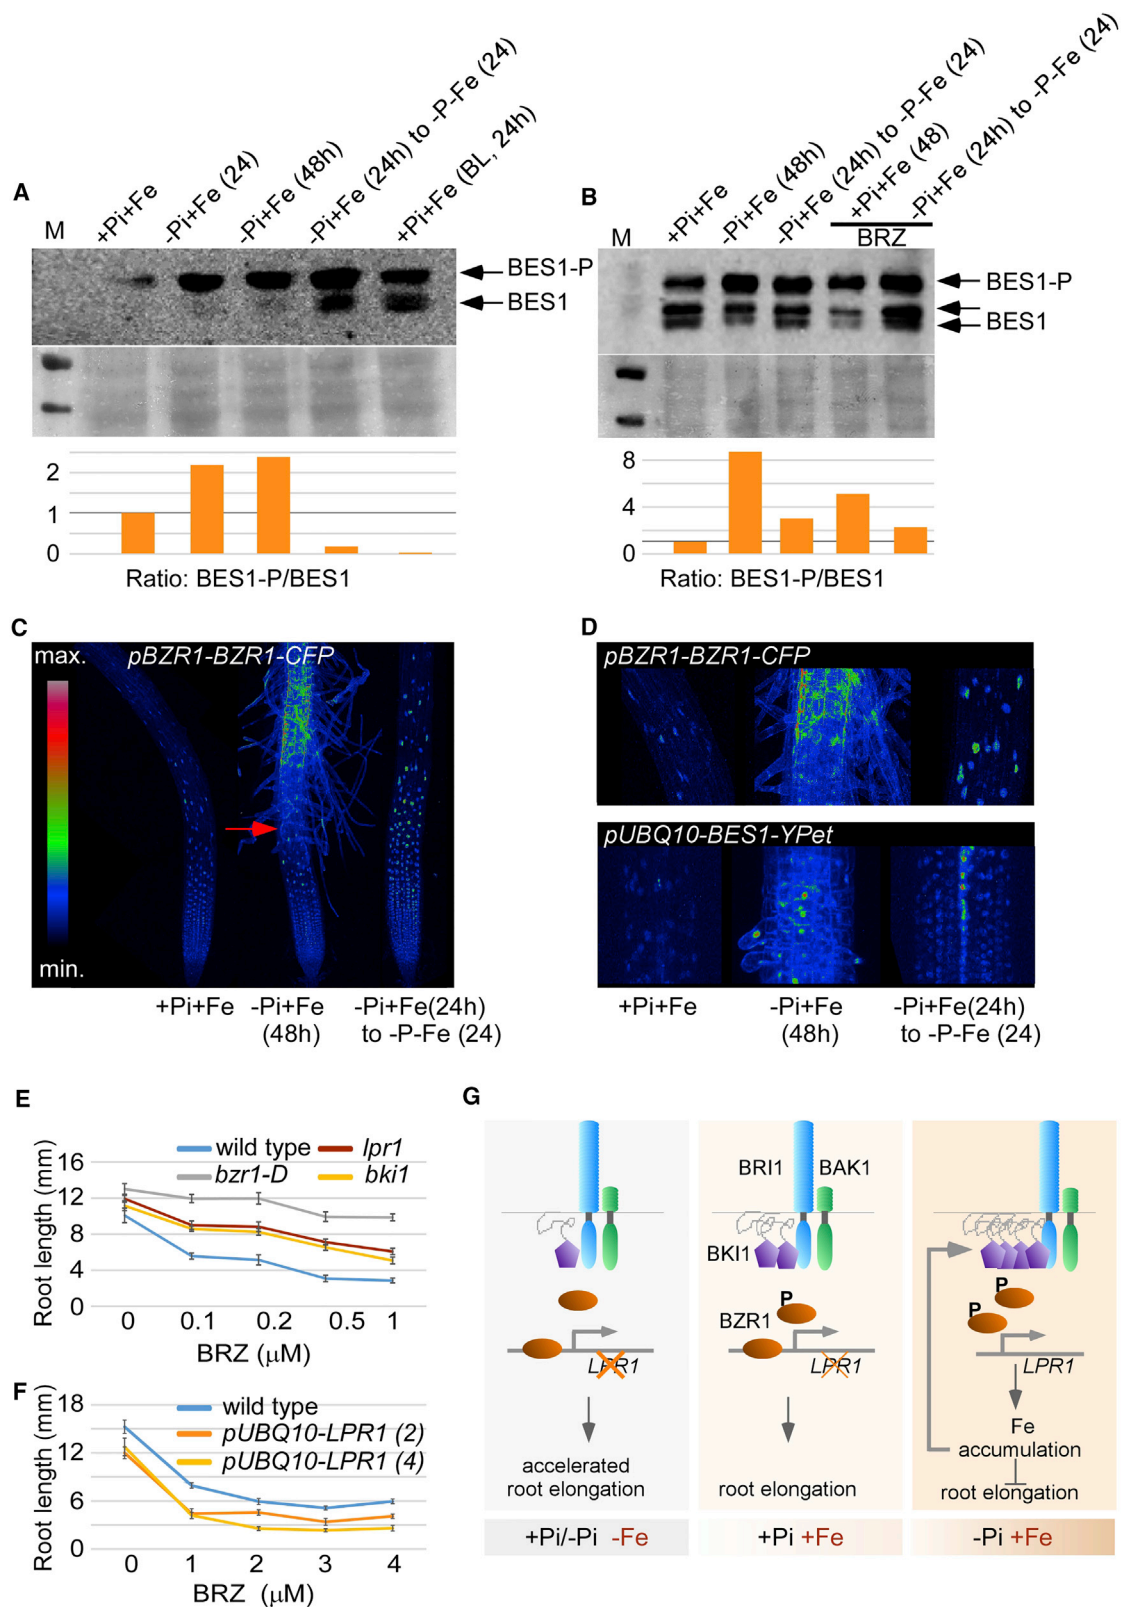 A
M
+Pi+Fe
-Pi+Fe (24)
-Pi+Fe (48h)
-Pi+Fe (24h) to -P-Fe (24)
+Pi+Fe (BL, 24h)
BES1-P
BES1
2
1
0
Ratio: BES1-P/BES1
B
M
+Pi+Fe
-Pi+Fe (48h)
-Pi+Fe (24h) to -P-Fe (24)
+Pi+Fe (48)
-Pi+Fe (24h) to -P-Fe (24)
BRZ
BES1-P
BES1
8
4
0
Ratio: BES1-P/BES1
C
max.
pBZR1-BZR1-CFP
min.
+Pi+Fe
-Pi+Fe
(48h)
-Pi+Fe(24h)
to -P-Fe (24)
D
pBZR1-BZR1-CFP
pUBQ10-BES1-YPet
+Pi+Fe
-Pi+Fe
(48h)
-Pi+Fe(24h)
to -P-Fe (24)
E
wild type
lpr1
bzr1-D
bki1
Root length (mm)
16
12
8
4
0
0 0.1 0.2 0.5 1
BRZ (μM)
F
wild type
pUBQ10-LPR1 (2)
pUBQ10-LPR1 (4)
Root length (mm)
18
12
6
0
0 1 2 3 4
BRZ (μM)
G
BRI1
BAK1
BKI1
P
BZR1
P
P
LPR1
LPR1
LPR1
Fe
accumulation
accelerated
root elongation
root elongation
root elongation
+Pi/-Pi -Fe
+Pi +Fe
-Pi +Fe